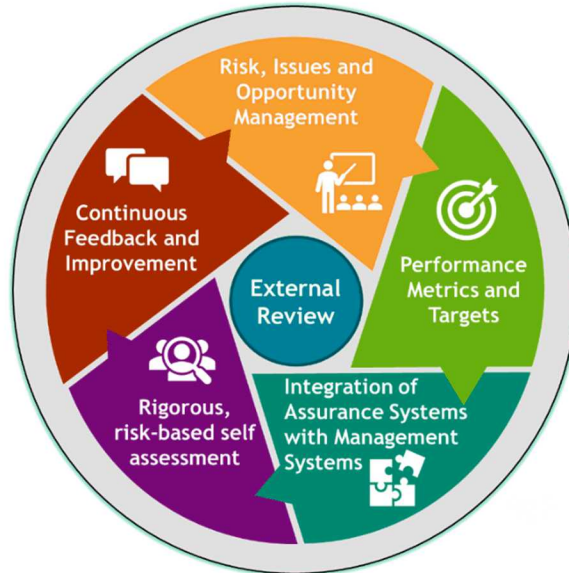 Risk, Issues and
Opportunity
Management
Performance
Metrics and
Targets
Integration of
Assurance Systems
with Management
Systems
Rigorous,
risk-based self
assessment
Continuous
Feedback and
Improvement
External
Review